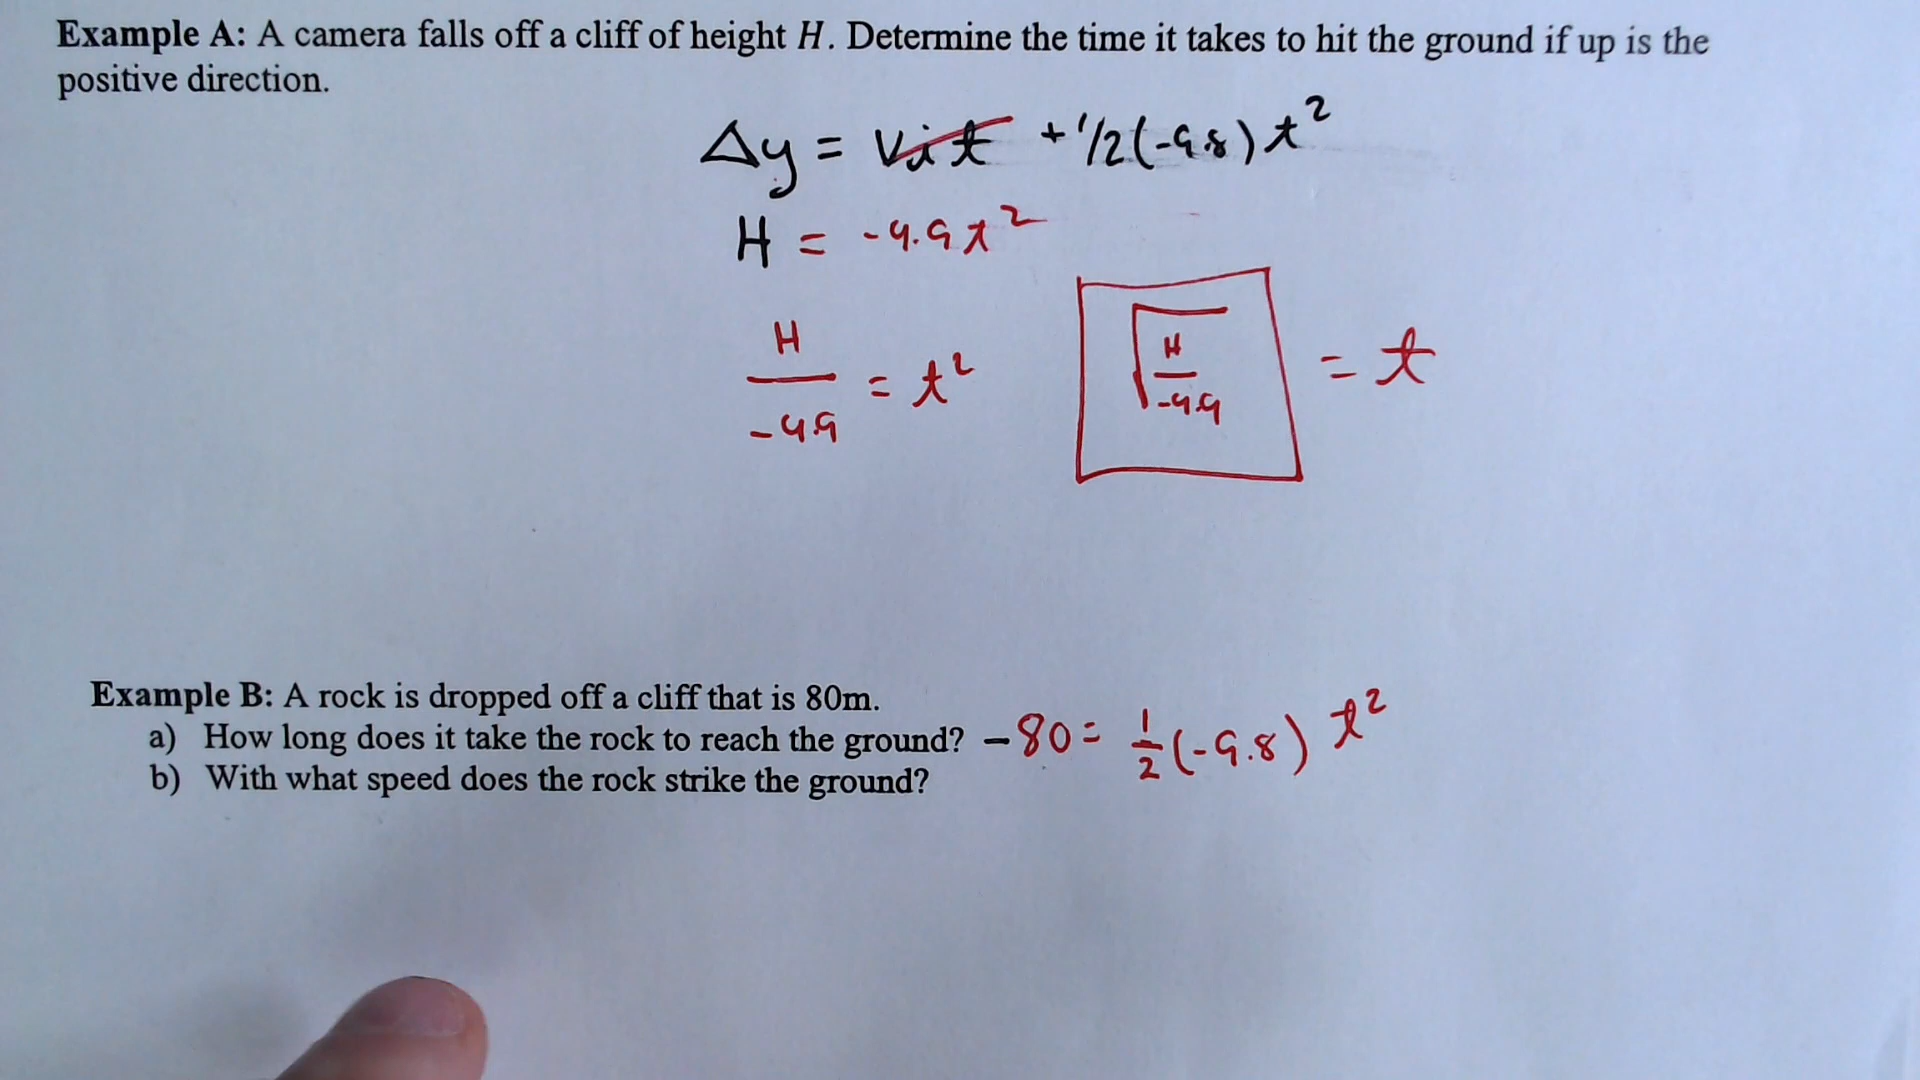 Example A: A camera falls off a cliff of height H. Determine the time it takes to hit the ground if up is the
positive direction.
Δy = vit + 1/2(-9.8)t²
H = -4.9t²
H/-4.9 = t²
√(H/-4.9) = t
Example B: A rock is dropped off a cliff that is 80m.
a) How long does it take the rock to reach the ground? -80 = 1/2(-9.8) t²
b) With what speed does the rock strike the ground?